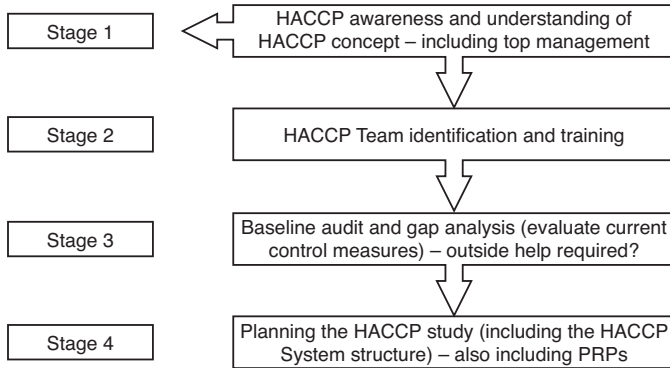 Stage 1
HACCP awareness and understanding of
HACCP concept – including top management
Stage 2
HACCP Team identification and training
Stage 3
Baseline audit and gap analysis (evaluate current
control measures) – outside help required?
Stage 4
Planning the HACCP study (including the HACCP
System structure) – also including PRPs